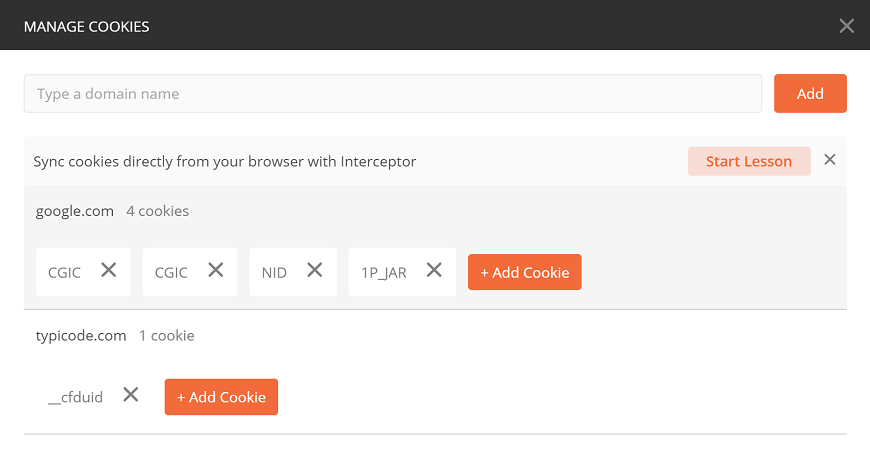 MANAGE COOKIES
Type a domain name
Add
Sync cookies directly from your browser with Interceptor
Start Lesson
google.com 4 cookies
CGIC CGIC NID 1P_JAR + Add Cookie
typicode.com 1 cookie
__cfduid + Add Cookie